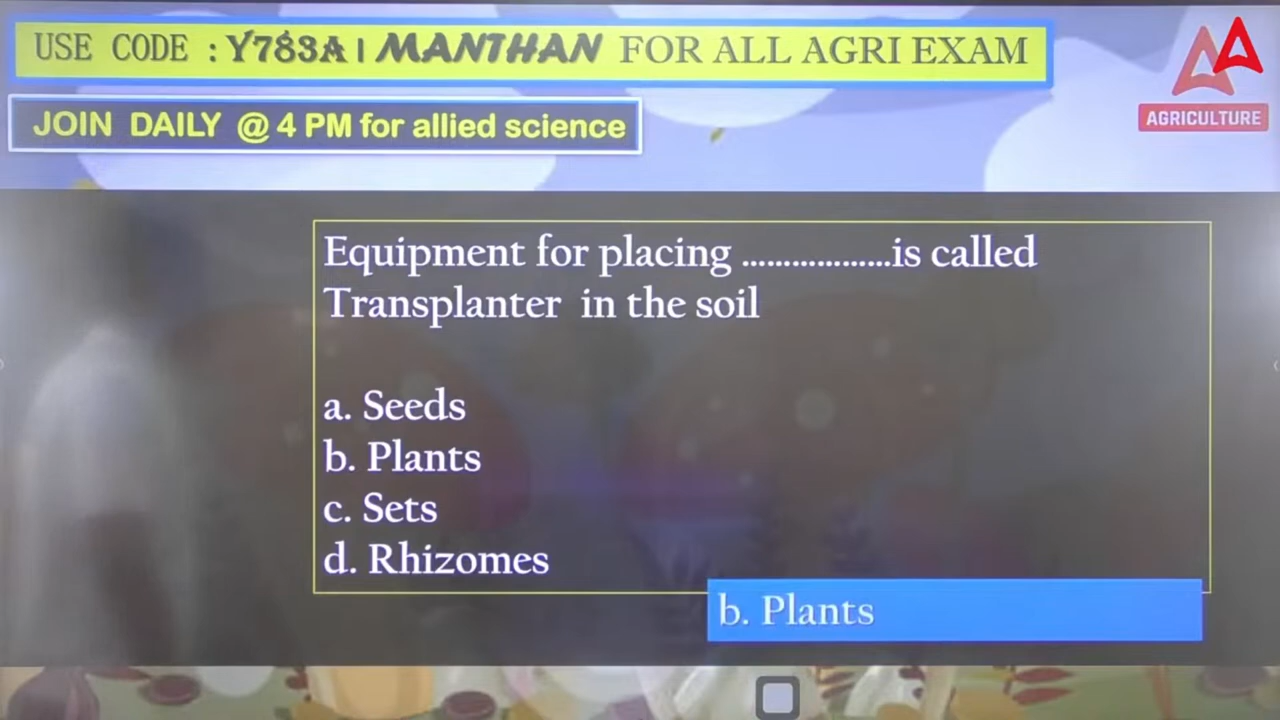 USE CODE : Y783A | MANTHAN FOR ALL AGRI EXAM
JOIN DAILY @ 4 PM for allied science
AGRICULTURE
Equipment for placing ..................is called
Transplanter in the soil
a. Seeds
b. Plants
c. Sets
d. Rhizomes
b. Plants